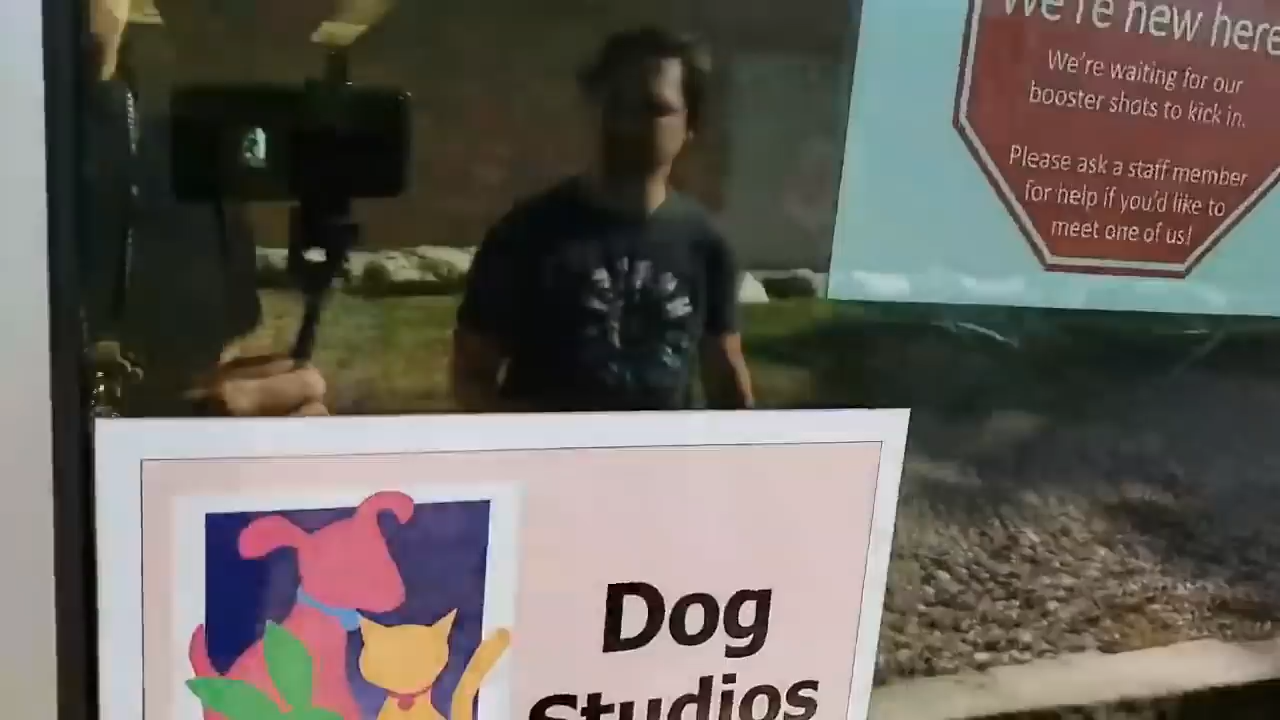 We're new here
We're waiting for our
booster shots to kick in.
Please ask a staff member
for help if you'd like to
meet one of us!
Dog
Studios